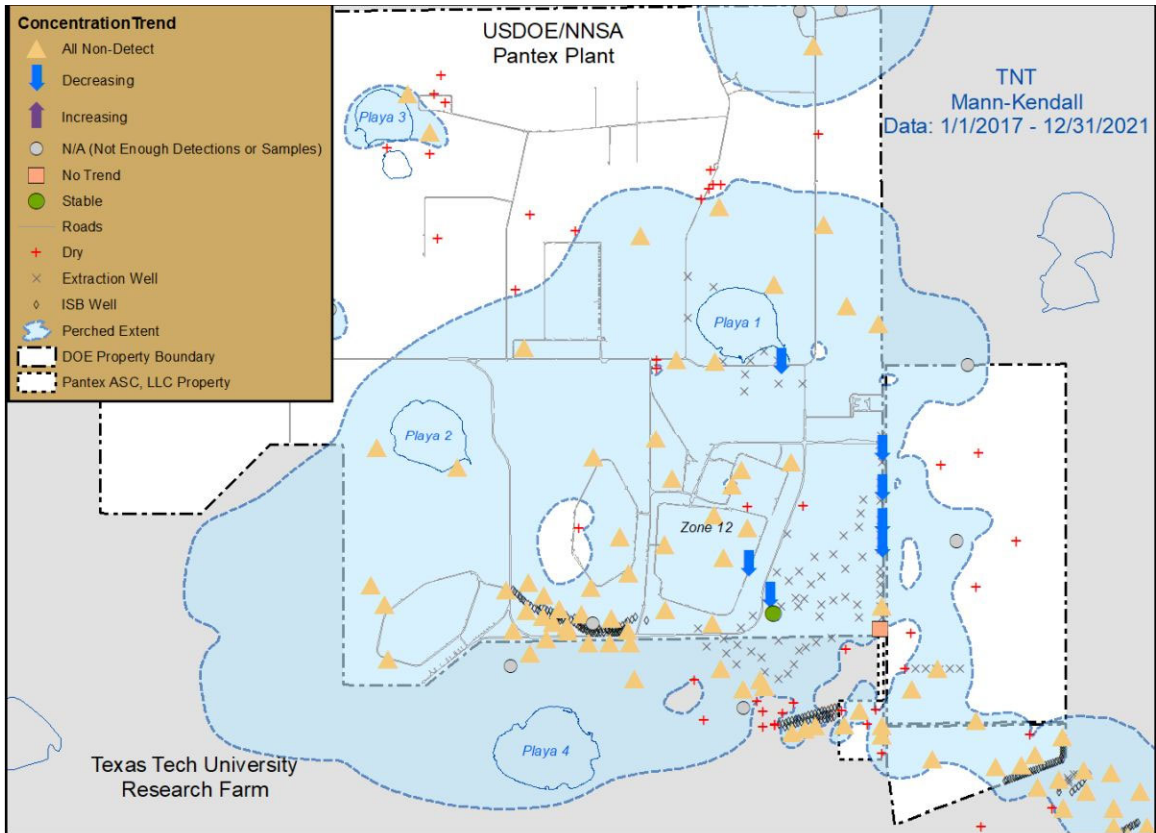 ConcentrationTrend
All Non-Detect
Decreasing
Increasing
N/A (Not Enough Detections or Samples)
No Trend
Stable
Roads
Dry
Extraction Well
ISB Well
Perched Extent
DOE Property Boundary
Pantex ASC, LLC Property
USDOE/NNSA
Pantex Plant
TNT
Mann-Kendall
Data: 1/1/2017 - 12/31/2021
Playa 3
Playa 1
Playa 2
Zone 12
Playa 4
Texas Tech University
Research Farm